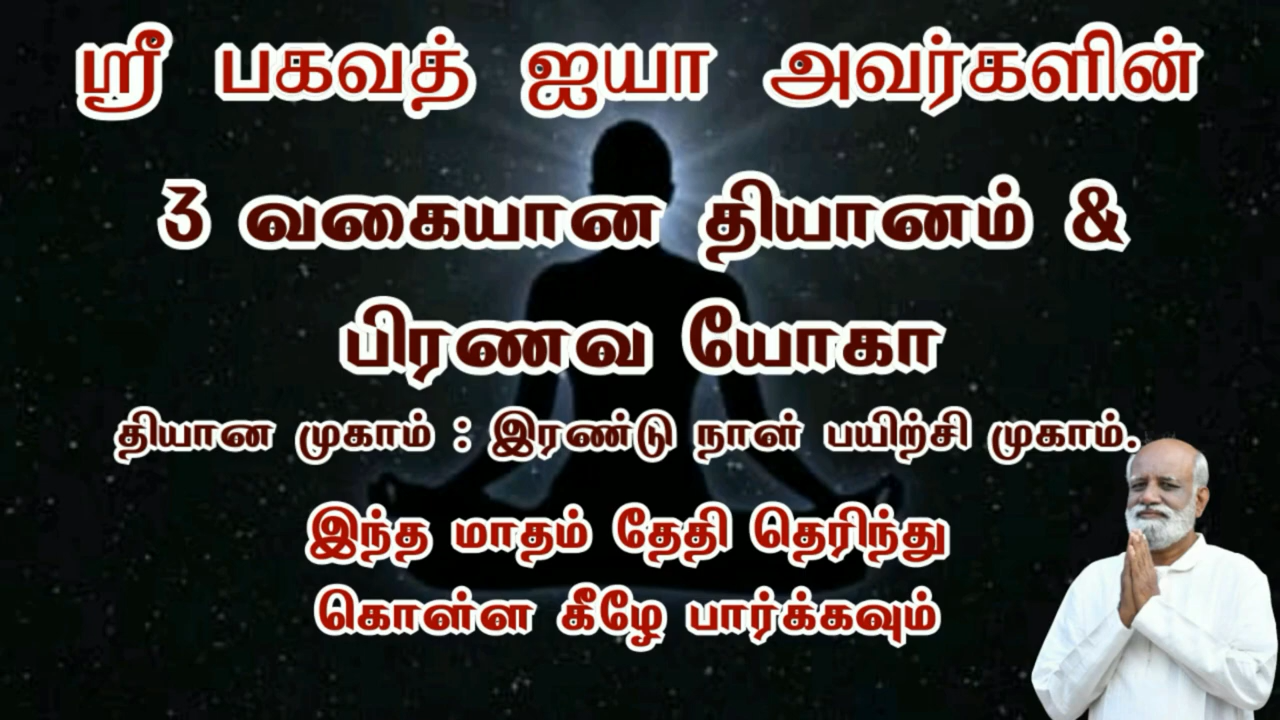 ஸ்ரீ பகவத் ஐயா அவர்களின்
3 வகையான தியானம் &
பிரணவ யோகா
தியான முகாம் : இரண்டு நாள் பயிற்சி முகாம்.
இந்த மாதம் தேதி தெரிந்து
கொள்ள கீழே பார்க்கவும்